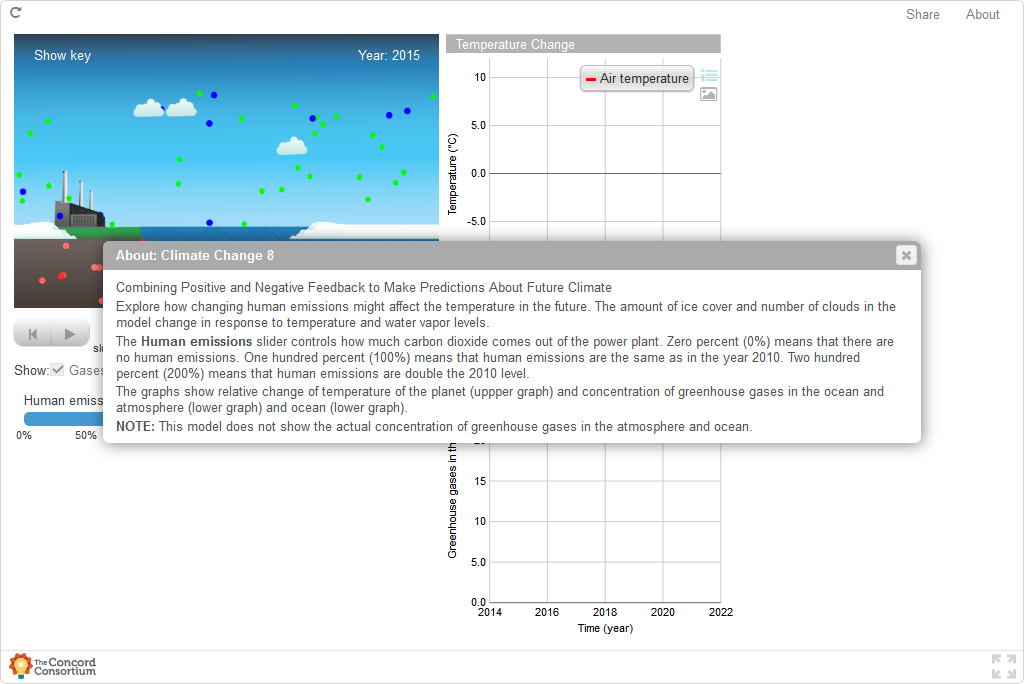 Share
About
Show key
Year: 2015
Temperature Change
Air temperature
10
5.0
0.0
-5.0
Temperature (°C)
About: Climate Change 8
Combining Positive and Negative Feedback to Make Predictions About Future Climate
Explore how changing human emissions might affect the temperature in the future. The amount of ice cover and number of clouds in the
model change in response to temperature and water vapor levels.
The Human emissions slider controls how much carbon dioxide comes out of the power plant. Zero percent (0%) means that there are
no human emissions. One hundred percent (100%) means that human emissions are the same as in the year 2010. Two hundred
percent (200%) means that human emissions are double the 2010 level.
The graphs show relative change of temperature of the planet (uppper graph) and concentration of greenhouse gases in the ocean and
atmosphere (lower graph) and ocean (lower graph).
NOTE: This model does not show the actual concentration of greenhouse gases in the atmosphere and ocean.
Show:
Gases
Human emiss
0%
50%
Greenhouse gases in th
15
10
5.0
0.0
2014
2016
2018
2020
2022
Time (year)
The Concord
Consortium